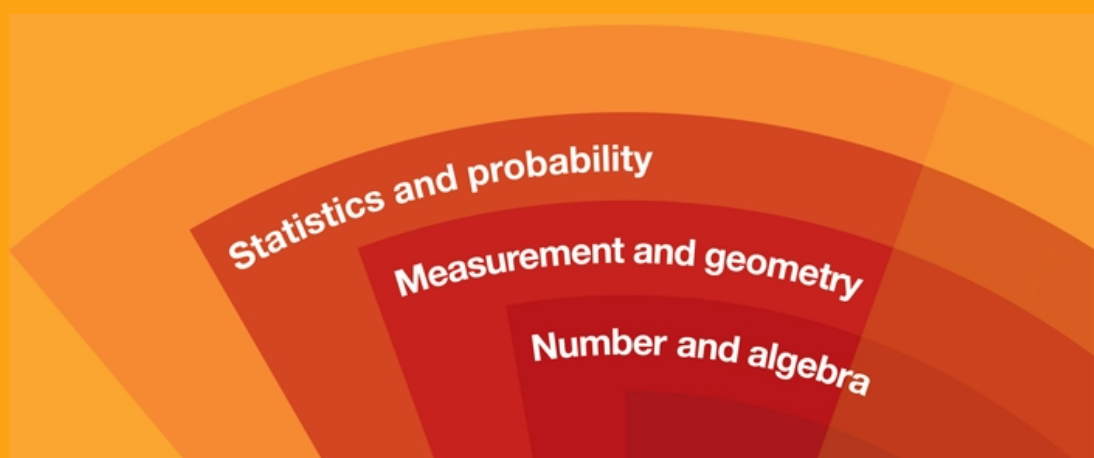 Statistics and probability
Measurement and geometry
Number and algebra